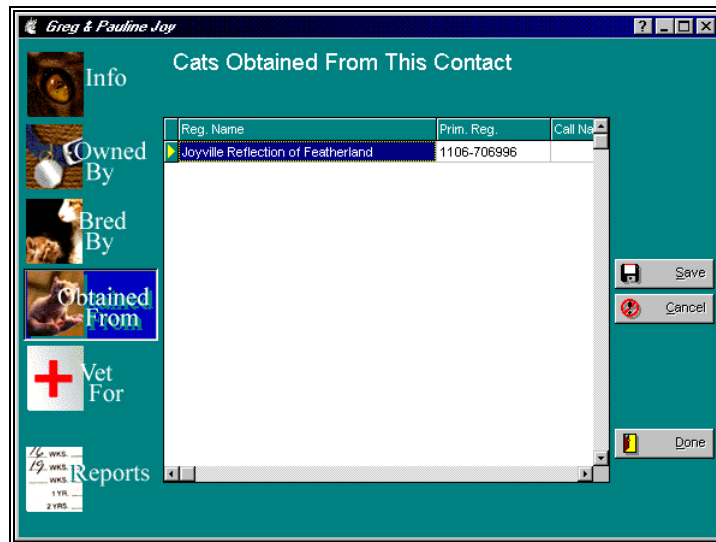 Greg & Pauline Joy
Cats Obtained From This Contact
Info
Owned
By
Bred
By
Obtained
From
Vet
For
16 WKS.
19 WKS.
WKS.
1 YR.
2 YRS.
Reports
Reg. Name Prim. Reg. Call Na
Joyville Reflection of Featherland 1106-706996
Save
Cancel
Done